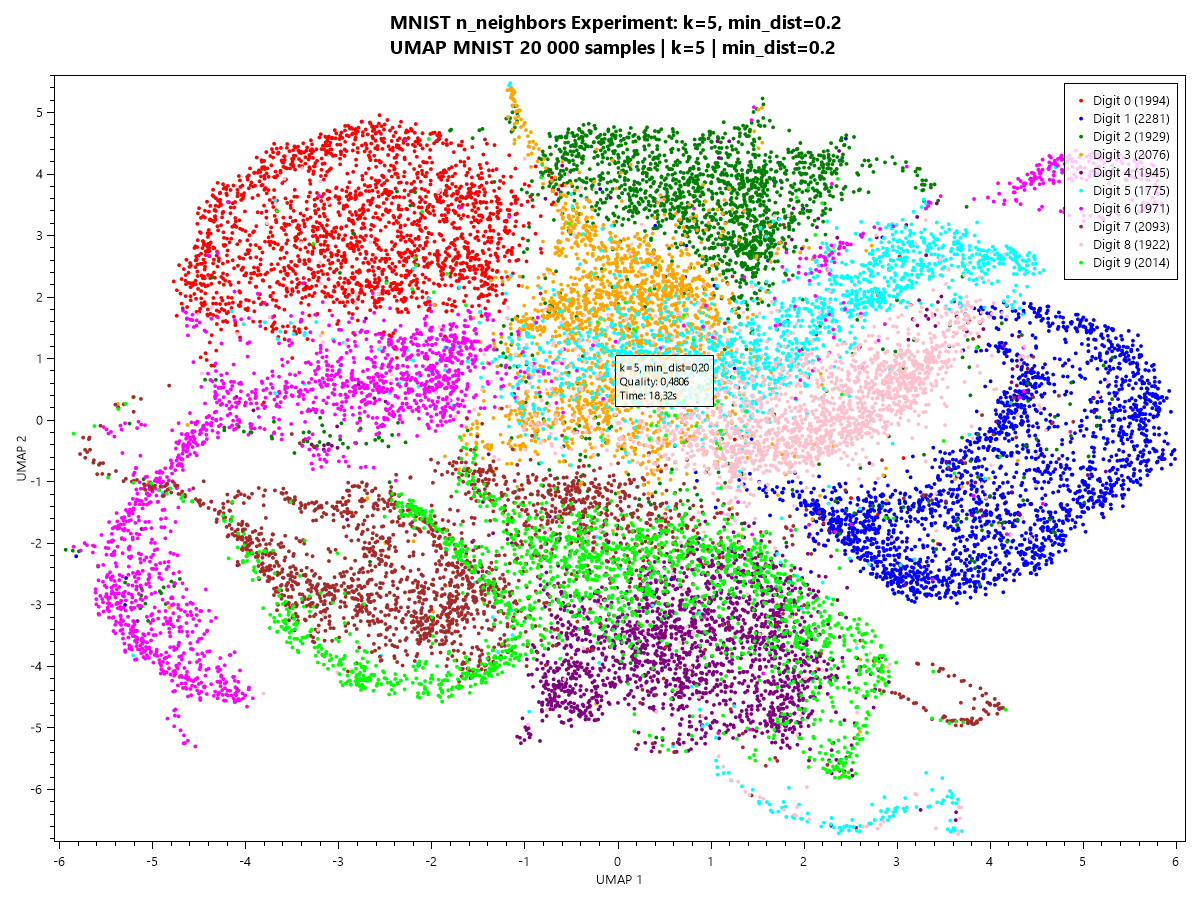 MNIST n_neighbors Experiment: k=5, min_dist=0.2
UMAP MNIST 20 000 samples | k=5 | min_dist=0.2
Digit 0 (1994)
Digit 1 (2281)
Digit 2 (1929)
Digit 3 (2076)
Digit 4 (1945)
Digit 5 (1775)
Digit 6 (1971)
Digit 7 (2093)
Digit 8 (1922)
Digit 9 (2014)
k=5, min_dist=0,20
Quality: 0,4806
Time: 18,32s
UMAP 2
5
4
3
2
1
0
-1
-2
-3
-4
-5
-6
-6 -5 -4 -3 -2 -1 0 1 2 3 4 5 6
UMAP 1